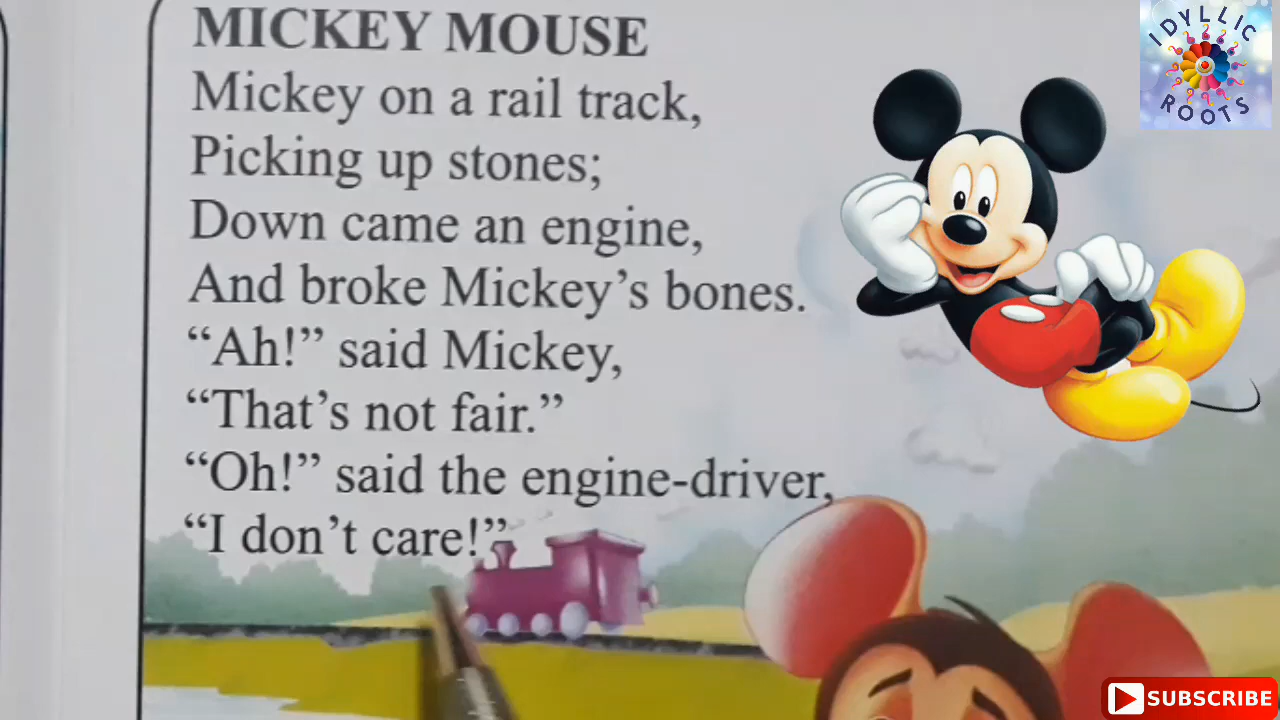 MICKEY MOUSE
Mickey on a rail track,
Picking up stones;
Down came an engine,
And broke Mickey’s bones.
“Ah!” said Mickey,
“That’s not fair.”
“Oh!” said the engine-driver,
“I don’t care!”
IDYLLIC
ROOTS
SUBSCRIBE